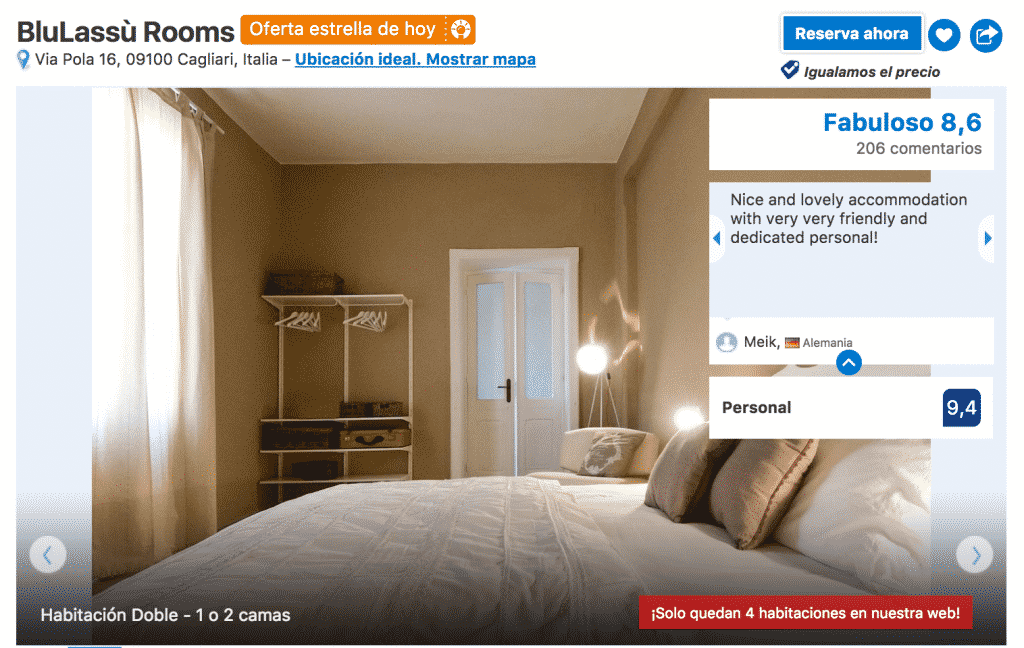 BluLassù Rooms
Oferta estrella de hoy
Reserva ahora
Via Pola 16, 09100 Cagliari, Italia – Ubicación ideal. Mostrar mapa
Igualamos el precio
Fabuloso 8,6
206 comentarios
Nice and lovely accommodation
with very very friendly and
dedicated personal!
Meik, Alemania
Personal
9,4
Habitación Doble - 1 o 2 camas
¡Solo quedan 4 habitaciones en nuestra web!